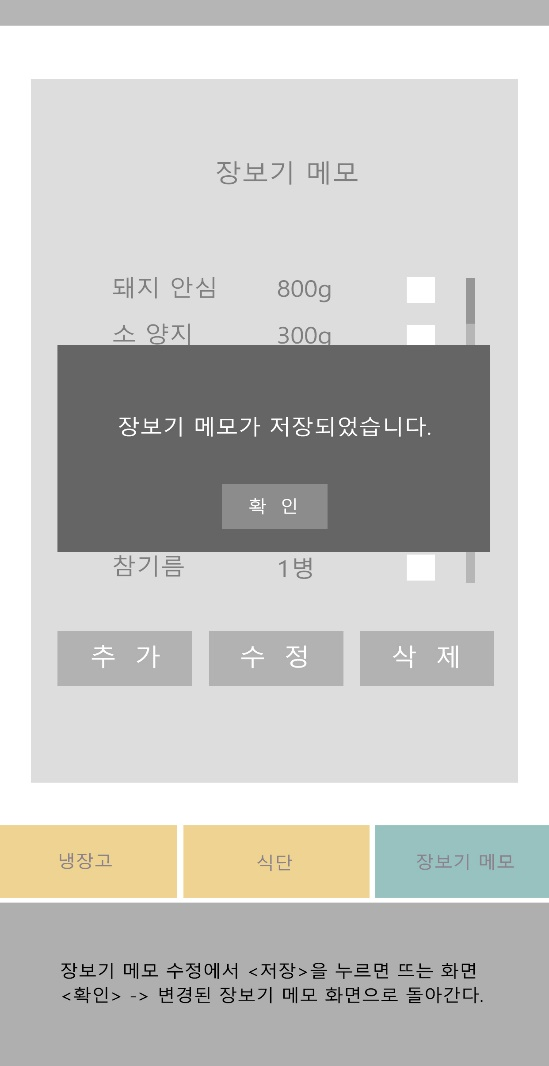 장보기 메모
돼지 안심 800g
소 양지 300g
장보기 메모가 저장되었습니다.
확 인
참기름 1병
추 가 수 정 삭 제
냉장고 식단 장보기 메모
장보기 메모 수정에서 <저장>을 누르면 뜨는 화면
<확인> -> 변경된 장보기 메모 화면으로 돌아간다.